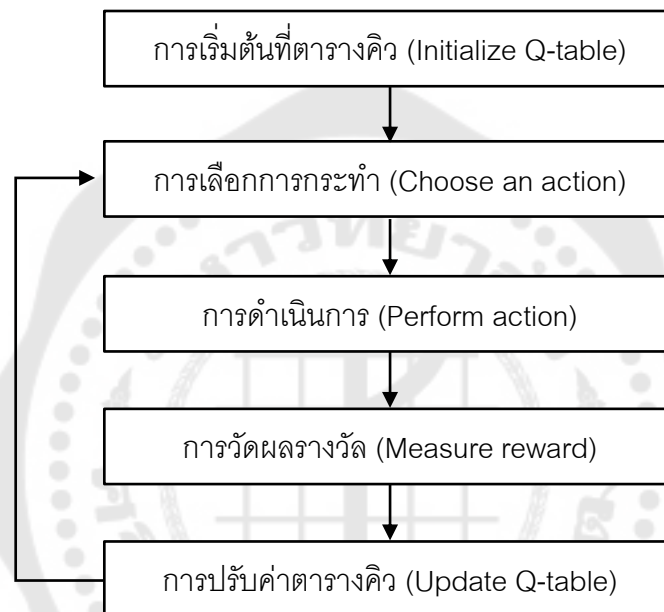 การเริ่มต้นที่ตารางคิว (Initialize Q-table)
การเลือกการกระทำ (Choose an action)
การดำเนินการ (Perform action)
การวัดผลรางวัล (Measure reward)
การปรับค่าตารางคิว (Update Q-table)